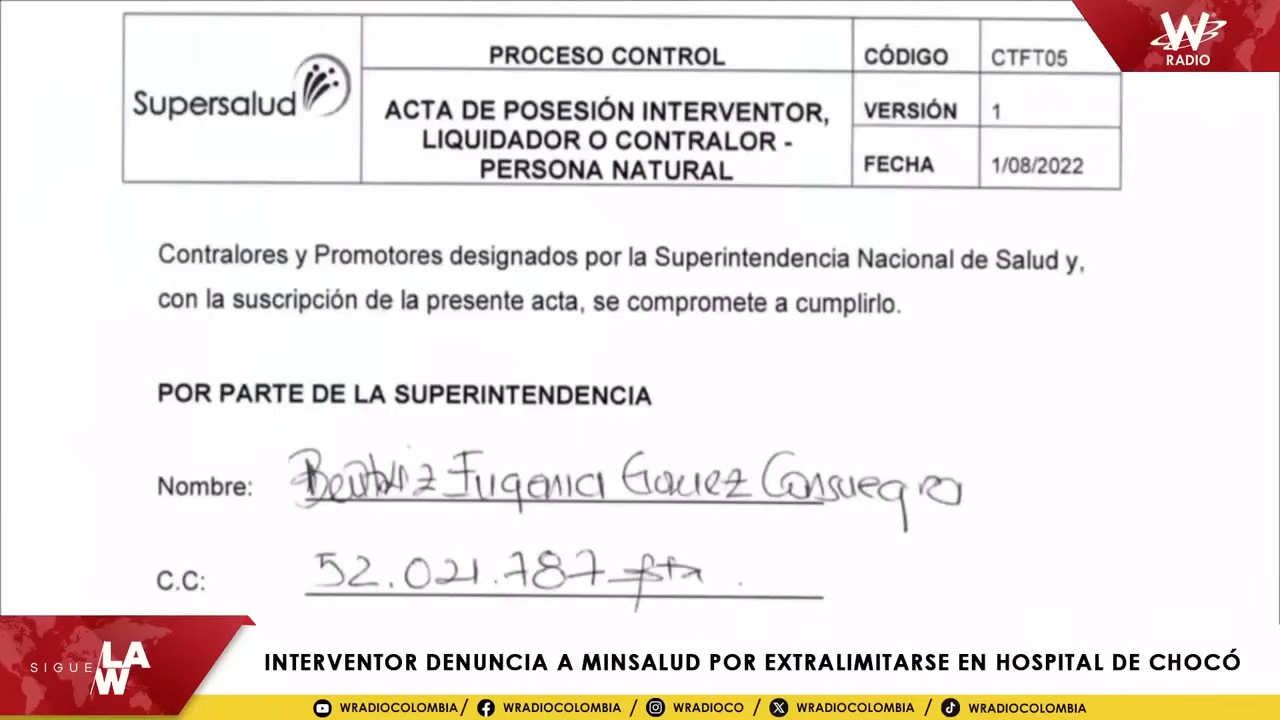 Supersalud
PROCESO CONTROL
ACTA DE POSESIÓN INTERVENTOR,
LIQUIDADOR O CONTRALOR -
PERSONA NATURAL
CÓDIGO CTFT05
VERSIÓN 1
FECHA 1/08/2022
W
RADIO
Contralores y Promotores designados por la Superintendencia Nacional de Salud y,
con la suscripción de la presente acta, se compromete a cumplirlo.
POR PARTE DE LA SUPERINTENDENCIA
Nombre: Beatriz Eugenia Gomez Consuegra
C.C: 52.021.787 Bta.
SIGUE LA W
INTERVENTOR DENUNCIA A MINSALUD POR EXTRALIMITARSE EN HOSPITAL DE CHOCÓ
WRADIOCOLOMBIA/ WRADIOCOLOMBIA / WRADIOCO / WRADIOCOLOMBIA / WRADIOCOLOMBIA